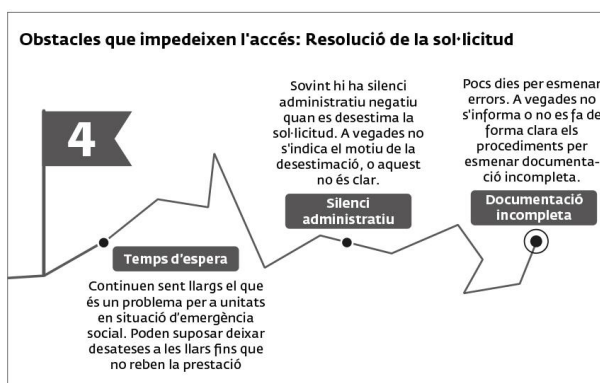 Obstacles que impedeixen l'accés: Resolució de la sol·licitud
4
Temps d'espera
Continuen sent llargs el que
és un problema per a unitats
en situació d'emergència
social. Poden suposar deixar
desateses a les llars fins que
no reben la prestació
Sovint hi ha silenci
administratiu negatiu
quan es desestima la
sol·licitud. A vegades no
s'indica el motiu de la
desestimació, o aquest
no és clar.
Silenci
administratiu
Pocs dies per esmenar
errors. A vegades no
s'informa o no es fa de
forma clara els
procediments per
esmenar documenta-
ció incompleta.
Documentació
incompleta